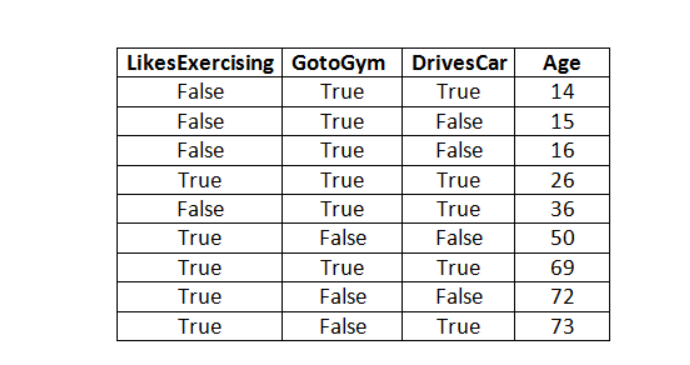 LikesExercising GotoGym DrivesCar Age
False True True 14
False True False 15
False True False 16
True True True 26
False True True 36
True False False 50
True True True 69
True False False 72
True False True 73